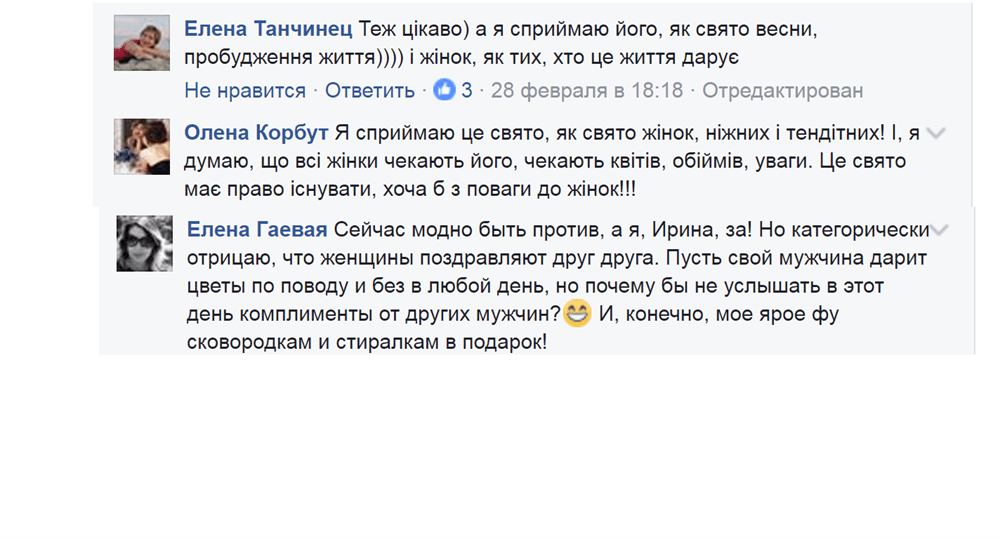 Елена Танчинец Теж цікаво) а я сприймаю його, як свято весни,
пробудження життя)))) і жінок, як тих, хто це життя дарує
Не нравится · Ответить · 3 · 28 февраля в 18:18 · Отредактирован
Олена Корбут Я сприймаю це свято, як свято жінок, ніжних і тендітних! І, я
думаю, що всі жінки чекають його, чекають квітів, обіймів, уваги. Це свято
має право існувати, хоча б з поваги до жінок!!!
Елена Гаевая Сейчас модно быть против, а я, Ирина, за! Но категорически
отрицаю, что женщины поздравляют друг друга. Пусть свой мужчина дарит
цветы по поводу и без в любой день, но почему бы не услышать в этот
день комплименты от других мужчин?😁 И, конечно, мое ярое фу
сковородкам и стиралкам в подарок!